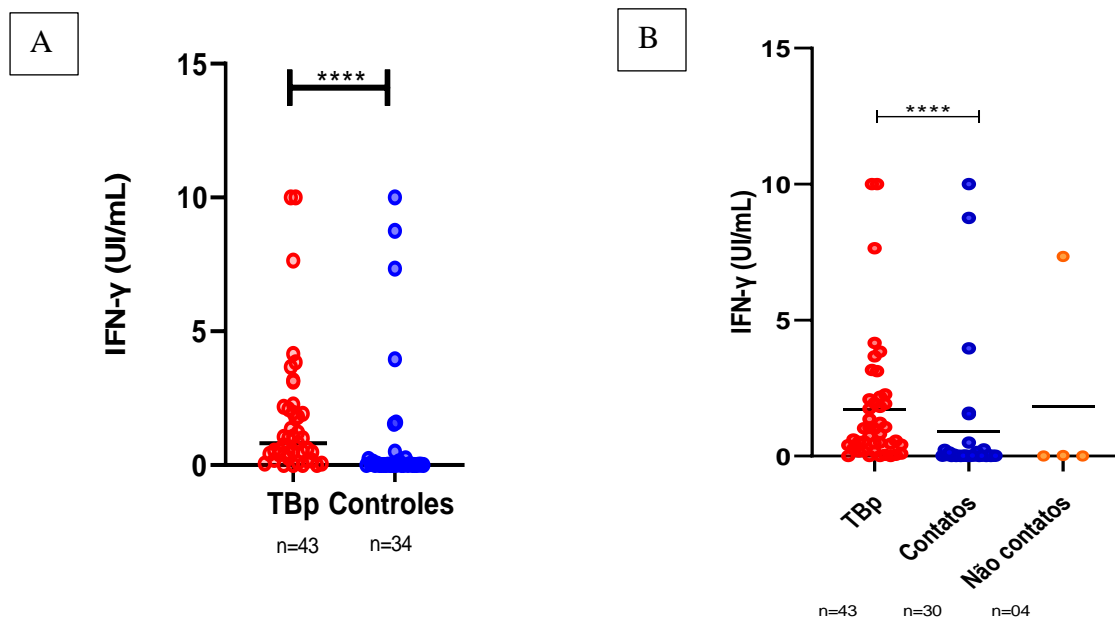 A
15
10
5
0
IFN-γ (UI/mL)
****
TBp Controles
n=43 n=34
B
15
10
5
0
IFN-γ (UI/mL)
****
TBp
Contatos
Não contatos
n=43 n=30 n=04